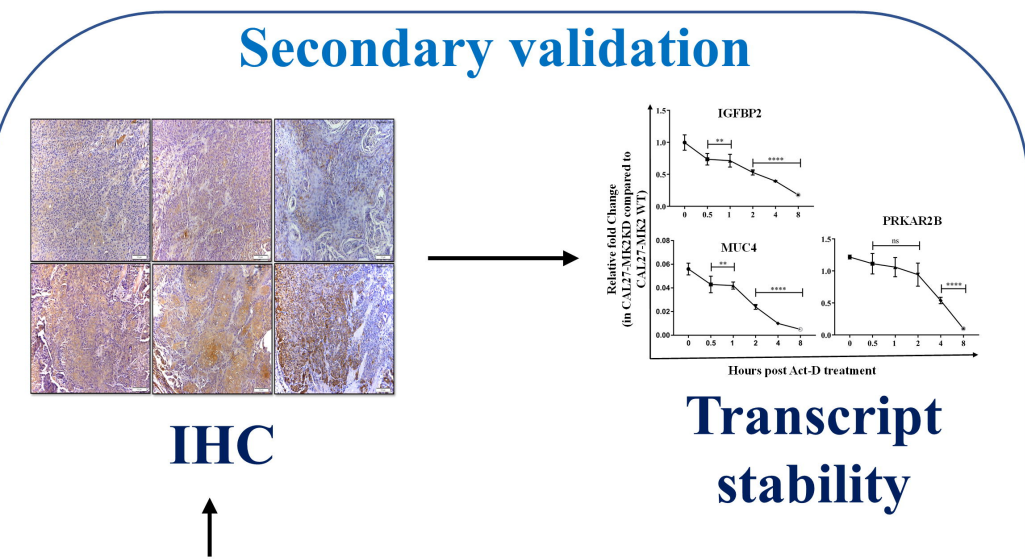 Secondary validation
IHC
Relative fold Change
(in CAL27-MK2KD compared to
CAL27-MK2 WT)
IGFBP2
1.5
1.0
0.5
0.0
**
****
0 0.5 1 2 4 8
MUC4
0.08
0.06
0.04
0.02
0.00
**
****
0 0.5 1 2 4 8
PRKAR2B
1.5
1.0
0.5
0.0
ns
****
0 0.5 1 2 4 8
Hours post Act-D treatment
Transcript
stability